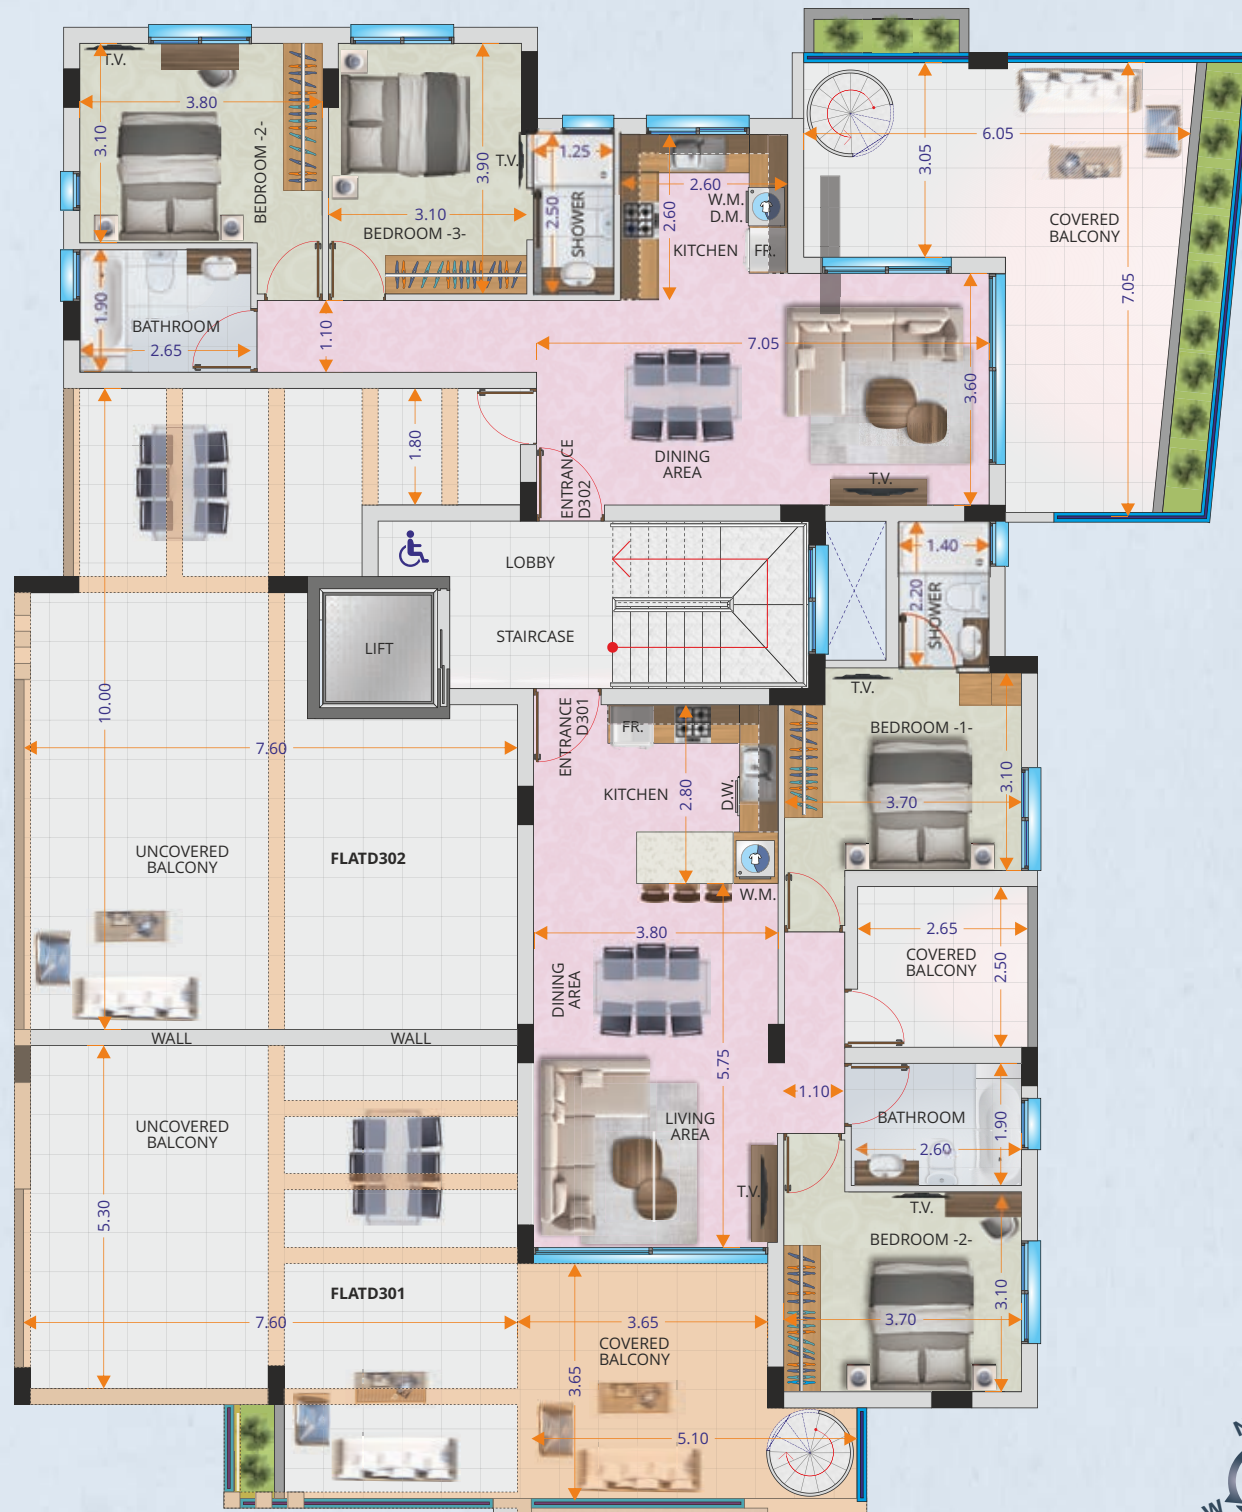 T.V.
3.80
3.10
BEDROOM -2-
3.90
T.V.
3.10
BEDROOM -3-
1.25
2.50
SHOWER
2.60
2.60
W.M.
D.M.
KITCHEN
FR.
6.05
3.05
COVERED
BALCONY
7.05
1.90
BATHROOM
2.65
1.10
7.05
3.60
DINING
AREA
T.V.
1.80
ENTRANCE
D302
LOBBY
STAIRCASE
LIFT
1.40
2.20
SHOWER
10.00
7.60
UNCOVERED
BALCONY
FLATD302
ENTRANCE
D301
FR.
KITCHEN
2.80
D.W.
W.M.
T.V.
BEDROOM -1-
3.10
3.70
3.80
DINING
AREA
2.65
COVERED
BALCONY
2.50
WALL
WALL
5.75
1.10
UNCOVERED
BALCONY
LIVING
AREA
BATHROOM
1.90
2.60
T.V.
5.30
T.V.
BEDROOM -2-
3.10
3.70
FLATD301
7.60
3.65
COVERED
BALCONY
3.65
5.10
W